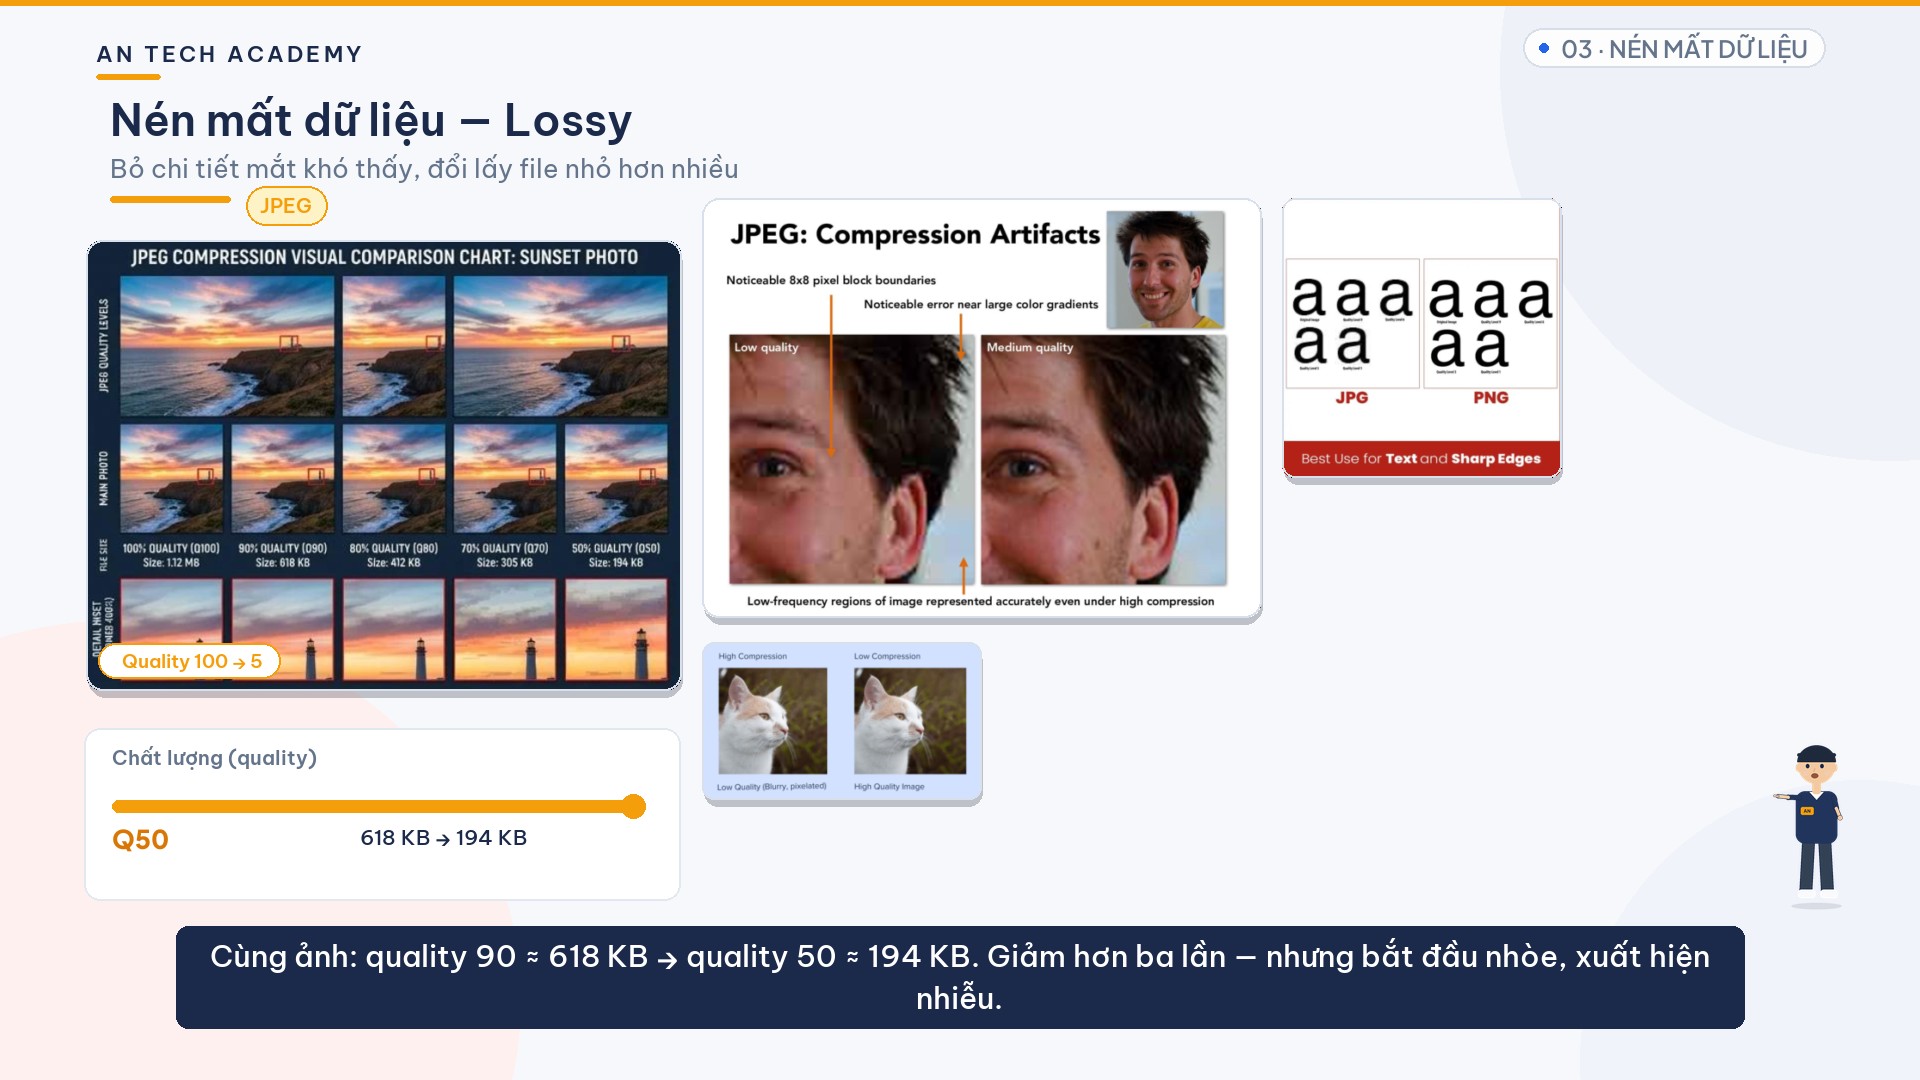 AN TECH ACADEMY
03 · NÉN MẤT DỮ LIỆU
Nén mất dữ liệu — Lossy
Bỏ chi tiết mắt khó thấy, đổi lấy file nhỏ hơn nhiều
JPEG
JPEG COMPRESSION VISUAL COMPARISON CHART: SUNSET PHOTO
JPEG QUALITY LEVELS
MAIN PHOTO
FILE SIZE
100% QUALITY (Q100)
Size: 1.12 MB
90% QUALITY (Q90)
Size: 618 KB
80% QUALITY (Q80)
Size: 412 KB
70% QUALITY (Q70)
Size: 305 KB
50% QUALITY (Q50)
Size: 194 KB
Quality 100 → 5
Chất lượng (quality)
Q50
618 KB → 194 KB
JPEG: Compression Artifacts
Noticeable 8x8 pixel block boundaries
Noticeable error near large color gradients
Low quality
Medium quality
Low-frequency regions of image represented accurately even under high compression
High Compression
Low Compression
Low Quality (Blurry, pixelated)
High Quality Image
a a a
a a
JPG
a a a
a a
PNG
Best Use for Text and Sharp Edges
AN
Cùng ảnh: quality 90 ≈ 618 KB → quality 50 ≈ 194 KB. Giảm hơn ba lần — nhưng bắt đầu nhòe, xuất hiện
nhiễu.